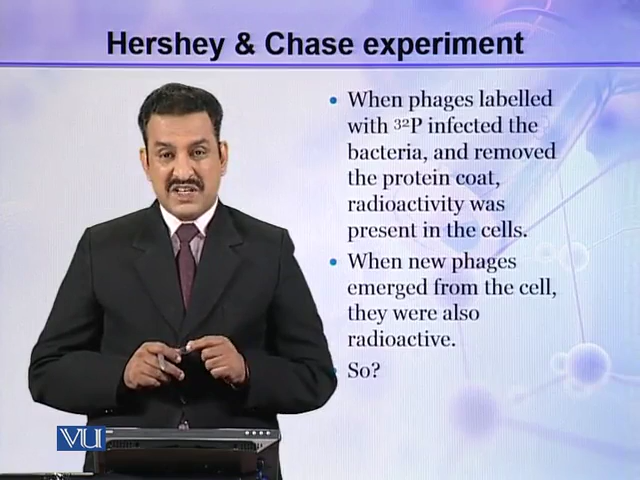 Hershey & Chase experiment
• When phages labelled
with ³²P infected the
bacteria, and removed
the protein coat,
radioactivity was
present in the cells.
• When new phages
emerged from the cell,
they were also
radioactive.
• So?
VU